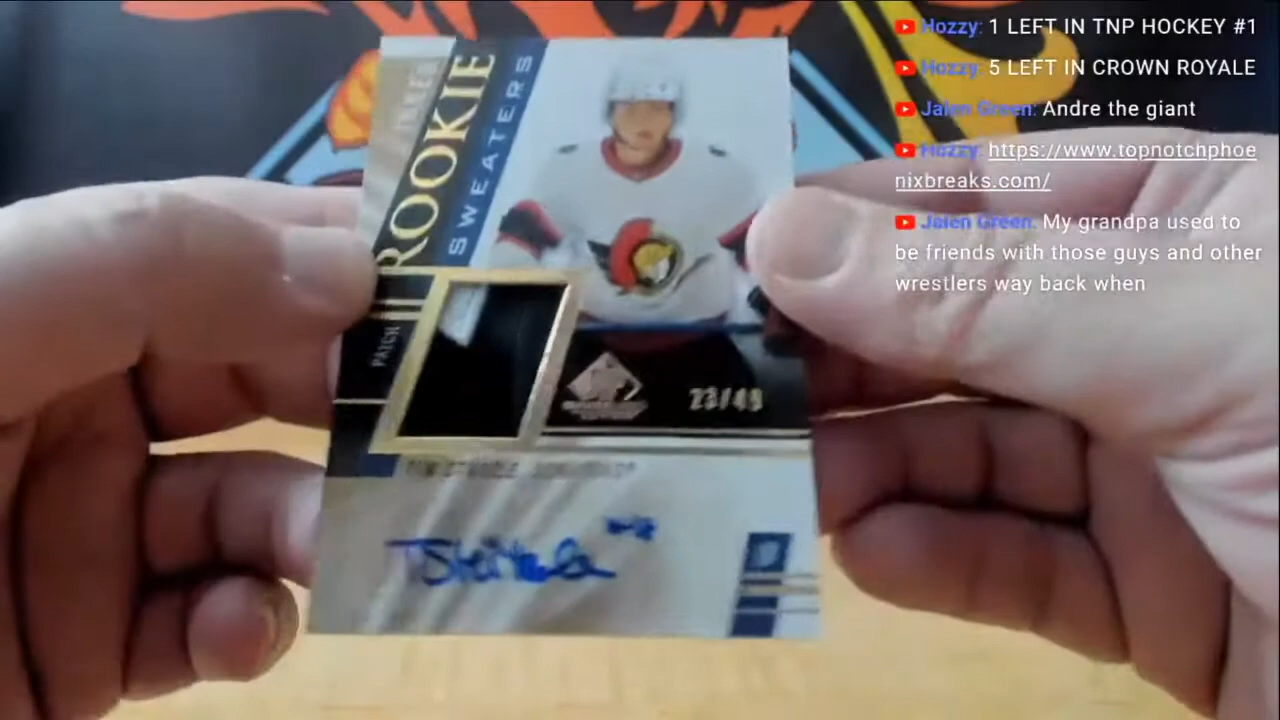 Hozzy: 1 LEFT IN TNP HOCKEY #1
Hozzy: 5 LEFT IN CROWN ROYALE
Jalen Green: Andre the giant
Hozzy: https://www.topnotchphoe
nixbreaks.com/
Jalen Green: My grandpa used to
be friends with those guys and other
wrestlers way back when
ROOKIE
SWEATERS
PATCH
23/49